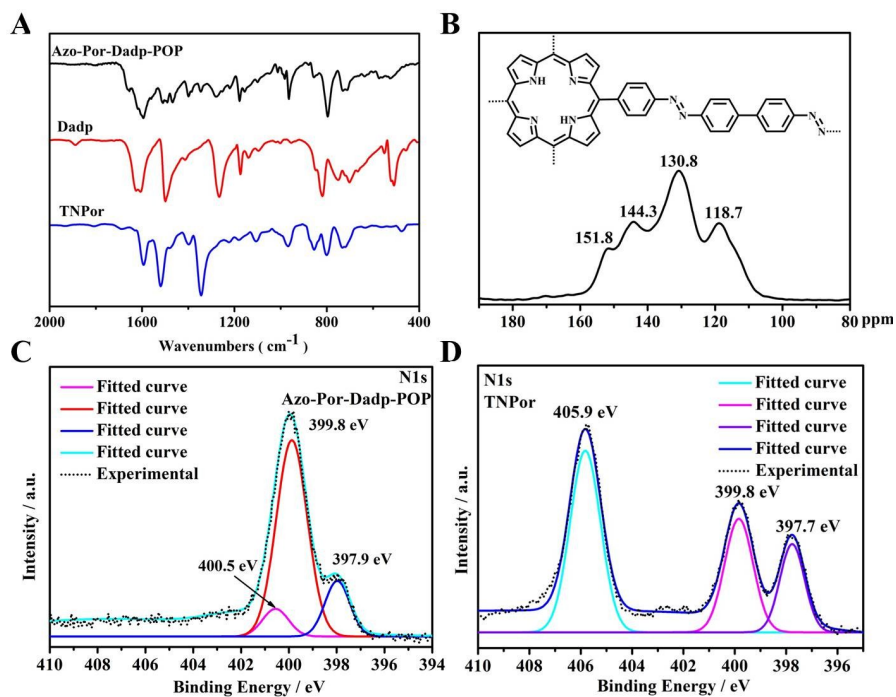 A
Azo-Por-Dadp-POP
Dadp
TNPor
2000 1600 1200 800 400
Wavenumbers ( cm-1)
B
NH N
N HN
N
N
N
N
151.8
144.3
130.8
118.7
180 160 140 120 100 80 ppm
C
N1s
Azo-Por-Dadp-POP
Fitted curve
Fitted curve
Fitted curve
Fitted curve
Experimental
399.8 eV
400.5 eV
397.9 eV
Intensity / a.u.
410 408 406 404 402 400 398 396 394
Binding Energy / eV
D
N1s
TNPor
405.9 eV
Fitted curve
Fitted curve
Fitted curve
Fitted curve
Experimental
399.8 eV
397.7 eV
Intensity / a.u.
410 408 406 404 402 400 398 396
Binding Energy / eV